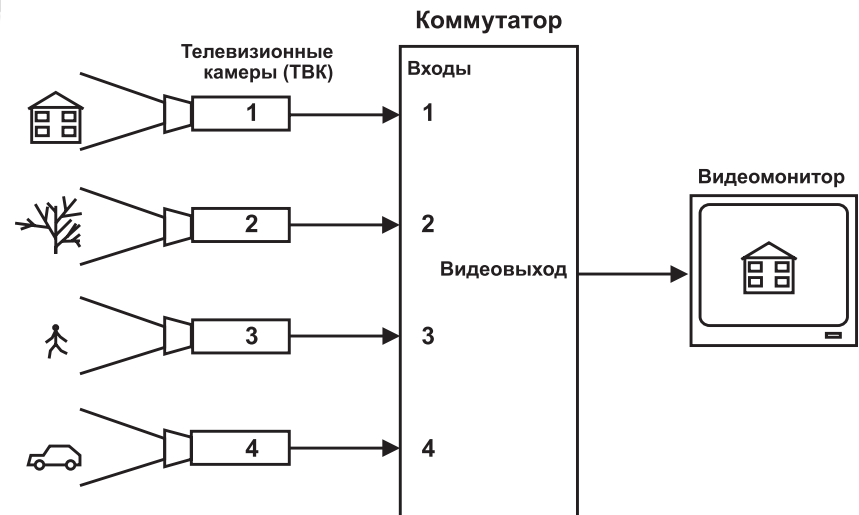 Коммутатор
Телевизионные
камеры (ТВК)
Входы
1
1
Видеомонитор
2
2
Видеовыход
3
3
4
4